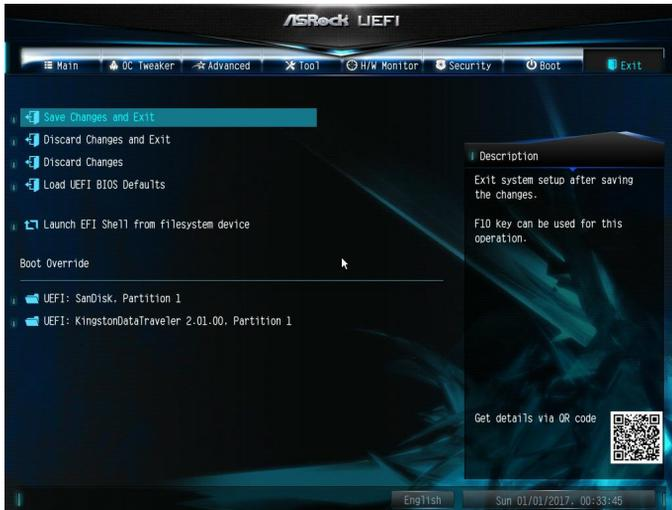 ASRock UEFI
Main OC Tweaker Advanced Tool H/W Monitor Security Boot Exit
Save Changes and Exit
Discard Changes and Exit
Discard Changes
Load UEFI BIOS Defaults
Launch EFI Shell from filesystem device
Boot Override
UEFI: SanDisk, Partition 1
UEFI: KingstonDataTraveler 2.01.00, Partition 1
Description
Exit system setup after saving
the changes.
F10 key can be used for this
operation.
Get details via QR code
English
Sun 01/01/2017, 00:33:45